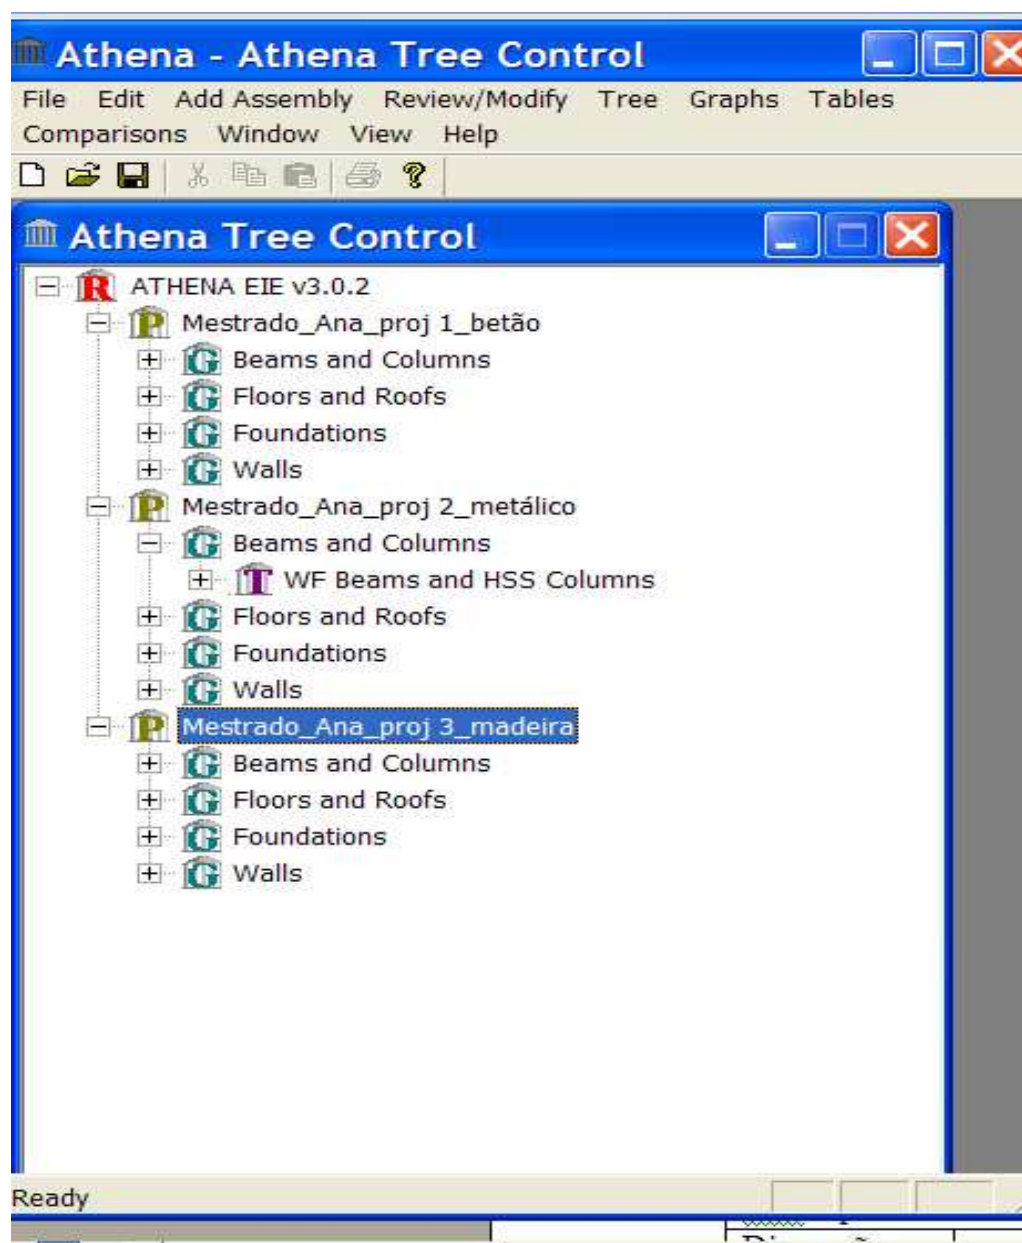 Athena - Athena Tree Control
File Edit Add Assembly Review/Modify Tree Graphs Tables
Comparisons Window View Help
Athena Tree Control
R ATHENA EIE v3.0.2
P Mestrado_Ana_proj 1_betão
G Beams and Columns
G Floors and Roofs
G Foundations
G Walls
P Mestrado_Ana_proj 2_metálico
G Beams and Columns
T WF Beams and HSS Columns
G Floors and Roofs
G Foundations
G Walls
P Mestrado_Ana_proj 3_madeira
G Beams and Columns
G Floors and Roofs
G Foundations
G Walls
Ready